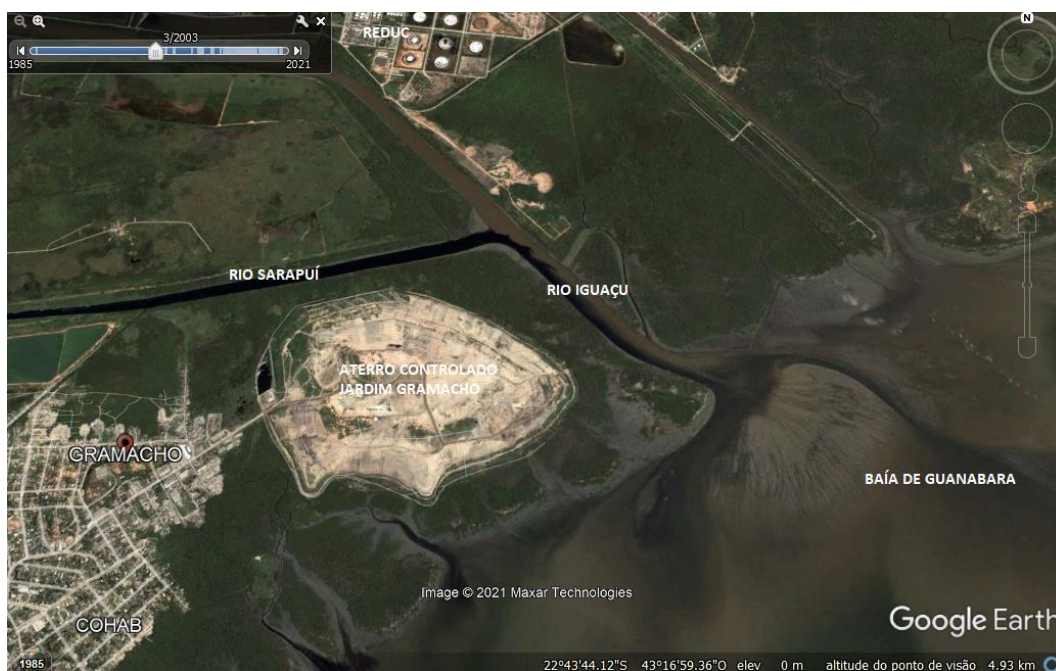 3/2003
1985
2021
REDUC
N
RIO SARAPUÍ
RIO IGUAÇU
ATERRO CONTROLADO
JARDIM GRAMACHO
GRAMACHO
BAÍA DE GUANABARA
Image © 2021 Maxar Technologies
COHAB
Google Earth
1985
22°43'44.12"S 43°16'59.36"O elev 0 m altitude do ponto de visão 4.93 km